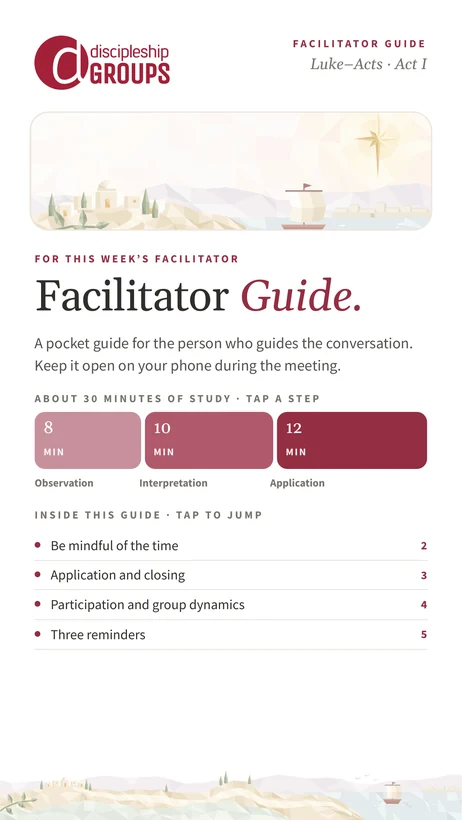 discipleship
GROUPS
FACILITATOR GUIDE
Luke–Acts · Act I
FOR THIS WEEK’S FACILITATOR
Facilitator Guide.
A pocket guide for the person who guides the conversation.
Keep it open on your phone during the meeting.
ABOUT 30 MINUTES OF STUDY · TAP A STEP
8 10 12
MIN MIN MIN
Observation Interpretation Application
INSIDE THIS GUIDE · TAP TO JUMP
Be mindful of the time 2
Application and closing 3
Participation and group dynamics 4
Three reminders 5